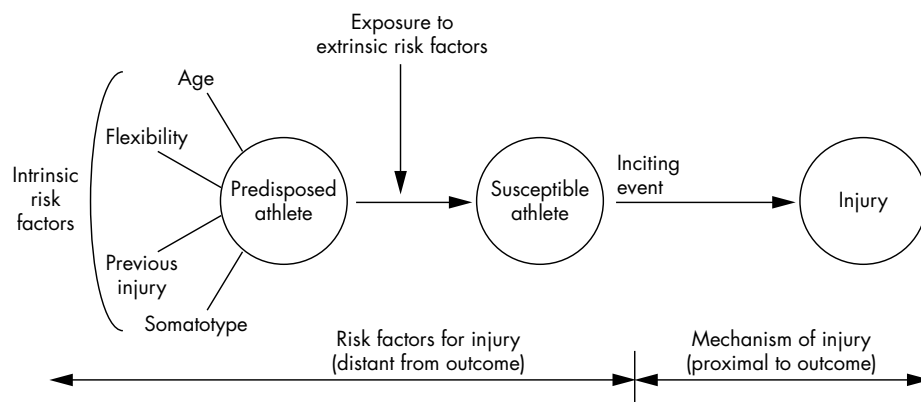 Exposure to
extrinsic risk factors
Age
Flexibility
Intrinsic
risk
factors
Predisposed
athlete
Susceptible
athlete
Inciting
event
Injury
Previous
injury
Somatotype
Risk factors for injury
(distant from outcome)
Mechanism of injury
(proximal to outcome)